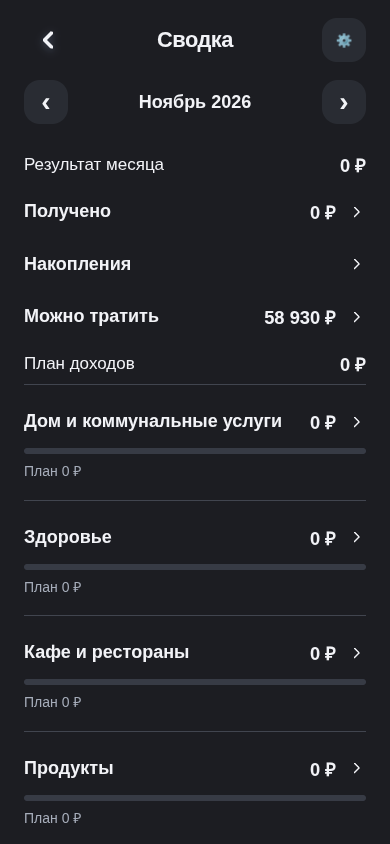 Сводка
Ноябрь 2026
Результат месяца 0 ₽
Получено 0 ₽
Накопления
Можно тратить 58 930 ₽
План доходов 0 ₽
Дом и коммунальные услуги 0 ₽
План 0 ₽
Здоровье 0 ₽
План 0 ₽
Кафе и рестораны 0 ₽
План 0 ₽
Продукты 0 ₽
План 0 ₽